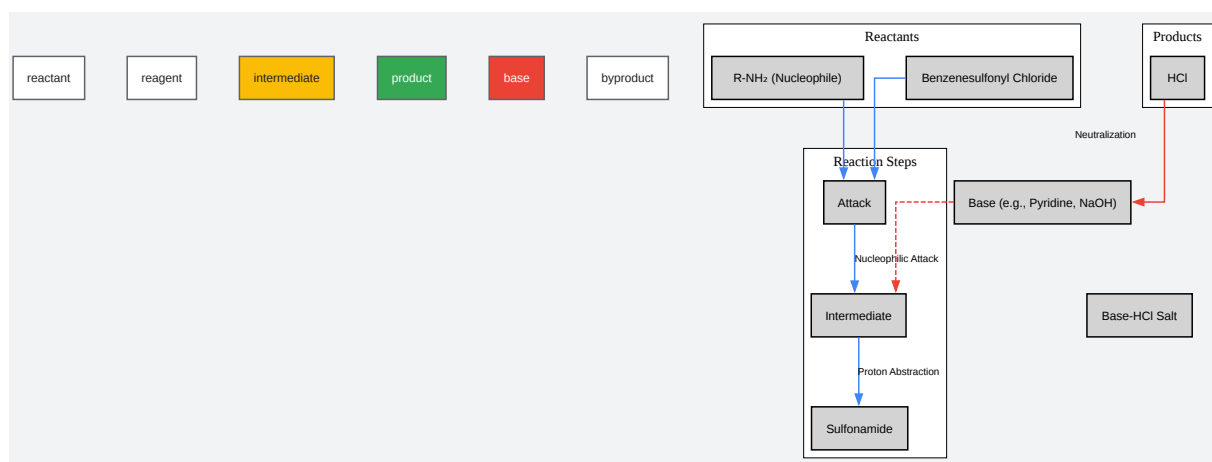 Reactants
Products
reactant
reagent
intermediate
product
base
byproduct
R-NH₂ (Nucleophile)
Benzenesulfonyl Chloride
HCl
Neutralization
Reaction Steps
Attack
Base (e.g., Pyridine, NaOH)
Nucleophilic Attack
Intermediate
Base-HCl Salt
Proton Abstraction
Sulfonamide